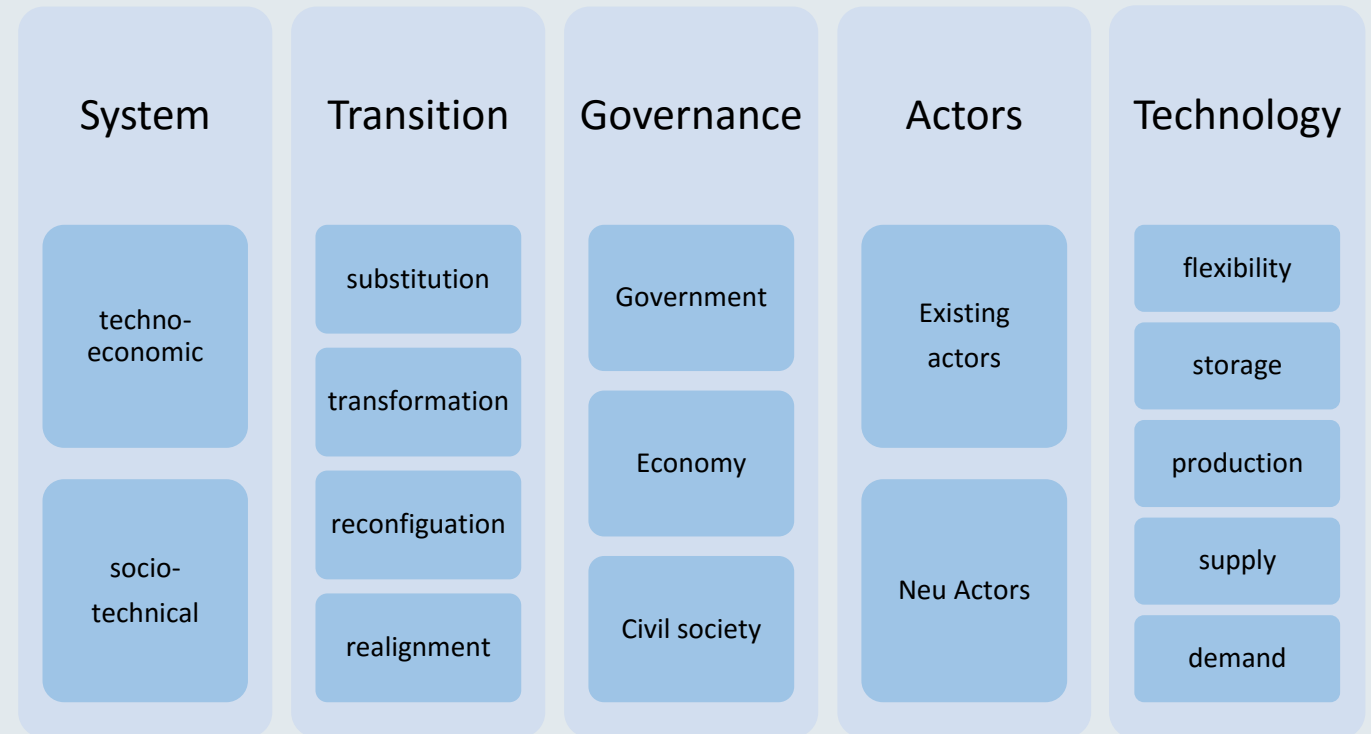 System
techno-
economic
socio-
technical
Transition
substitution
transformation
reconfiguation
realignment
Governance
Government
Economy
Civil society
Actors
Existing
actors
Neu Actors
Technology
flexibility
storage
production
supply
demand